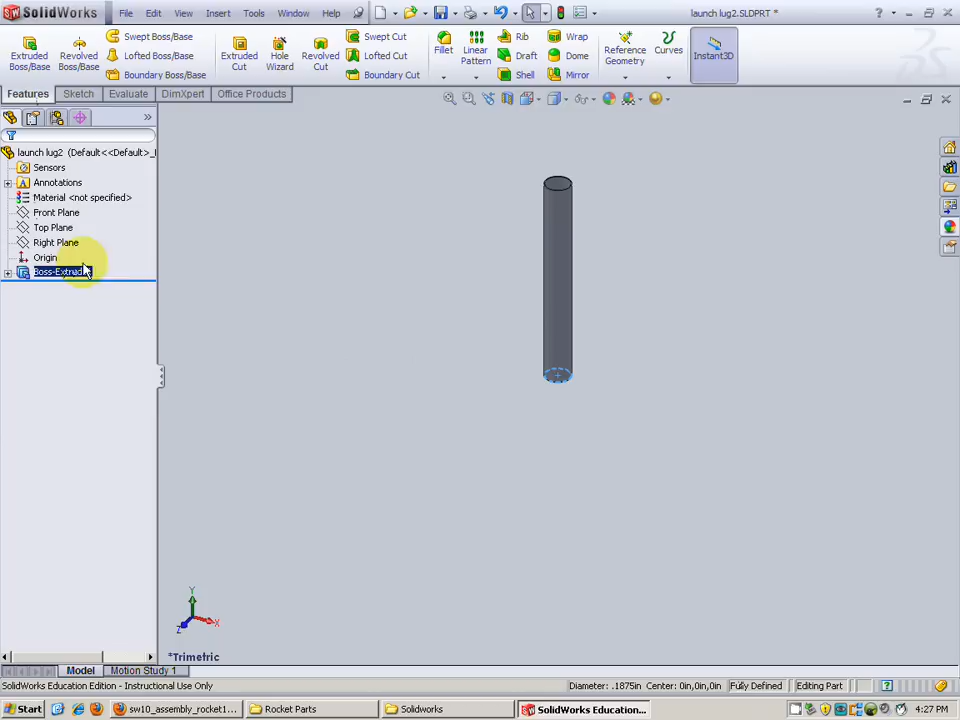 SolidWorks File Edit View Insert Tools Window Help launch lug2.SLDPRT *
Extruded Boss/Base Revolved Boss/Base Swept Boss/Base Lofted Boss/Base Boundary Boss/Base Extruded Cut Hole Wizard Revolved Cut Swept Cut Lofted Cut Boundary Cut Fillet Linear Pattern Rib Draft Shell Wrap Dome Mirror Reference Geometry Curves Instant3D
Features Sketch Evaluate DimXpert Office Products
launch lug2 (Default<<Default>_
Sensors
Annotations
Material <not specified>
Front Plane
Top Plane
Right Plane
Origin
Boss-Extrude
Y
X
Z
*Trimetric
Model Motion Study 1
SolidWorks Education Edition - Instructional Use Only Diameter: .1875in Center: 0in,0in,0in Fully Defined Editing Part
Start sw10_assembly_rocket1... Rocket Parts Solidworks SolidWorks Education... 4:27 PM